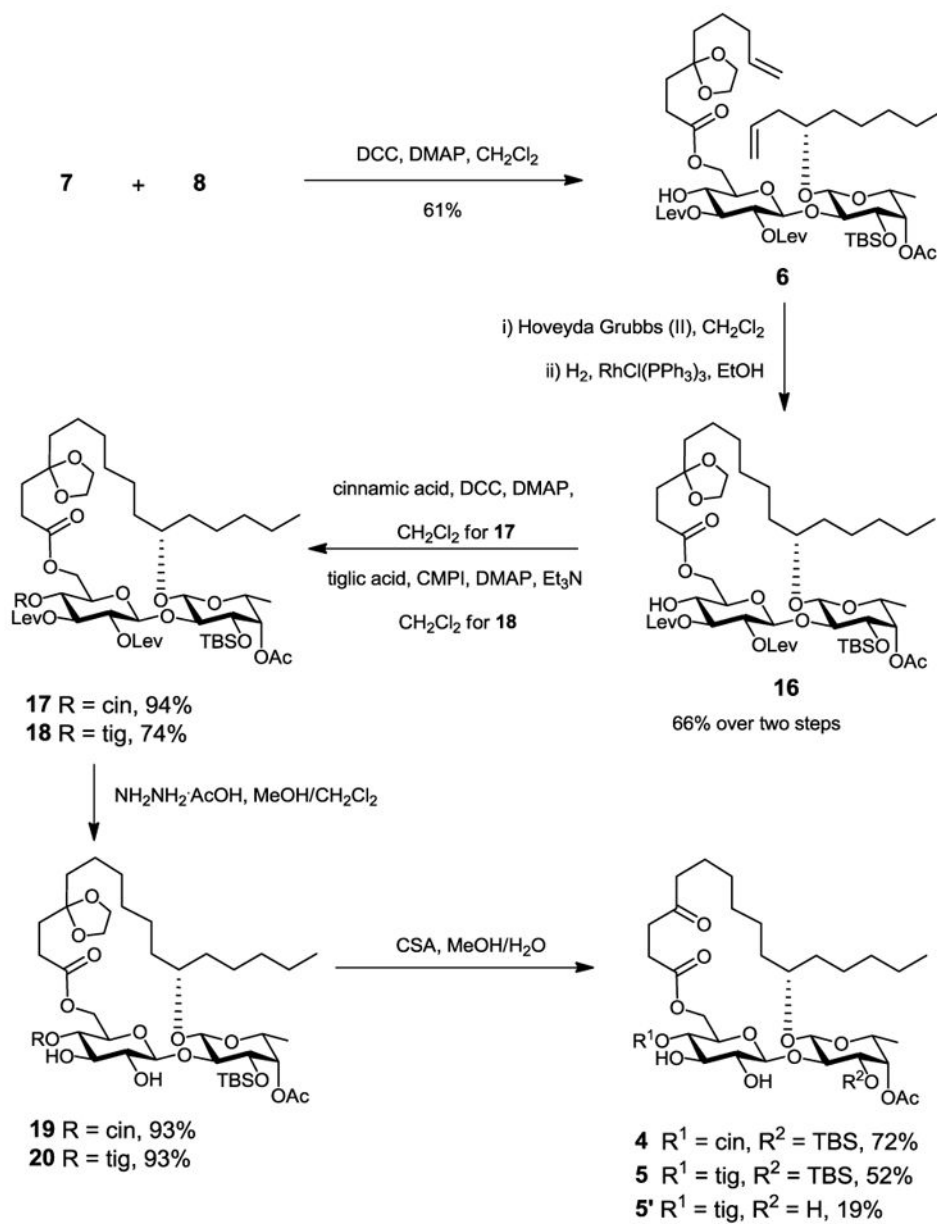 7 + 8
DCC, DMAP, CH2Cl2
61%
O
O
O
O
HO
O
O
O
LevO
O
OLev
TBSO
OAc
6
i) Hoveyda Grubbs (II), CH2Cl2
ii) H2, RhCl(PPh3)3, EtOH
O
O
O
O
HO
O
O
O
LevO
O
OLev
TBSO
OAc
16
66% over two steps
cinnamic acid, DCC, DMAP,
CH2Cl2 for 17
tiglic acid, CMPI, DMAP, Et3N
CH2Cl2 for 18
O
O
O
O
RO
O
O
O
LevO
O
OLev
TBSO
OAc
17 R = cin, 94%
18 R = tig, 74%
NH2NH2·AcOH, MeOH/CH2Cl2
O
O
O
O
RO
O
O
O
HO
O
OH
TBSO
OAc
19 R = cin, 93%
20 R = tig, 93%
CSA, MeOH/H2O
O
O
O
R1O
O
O
O
HO
O
OH
R2O
OAc
4 R1 = cin, R2 = TBS, 72%
5 R1 = tig, R2 = TBS, 52%
5' R1 = tig, R2 = H, 19%